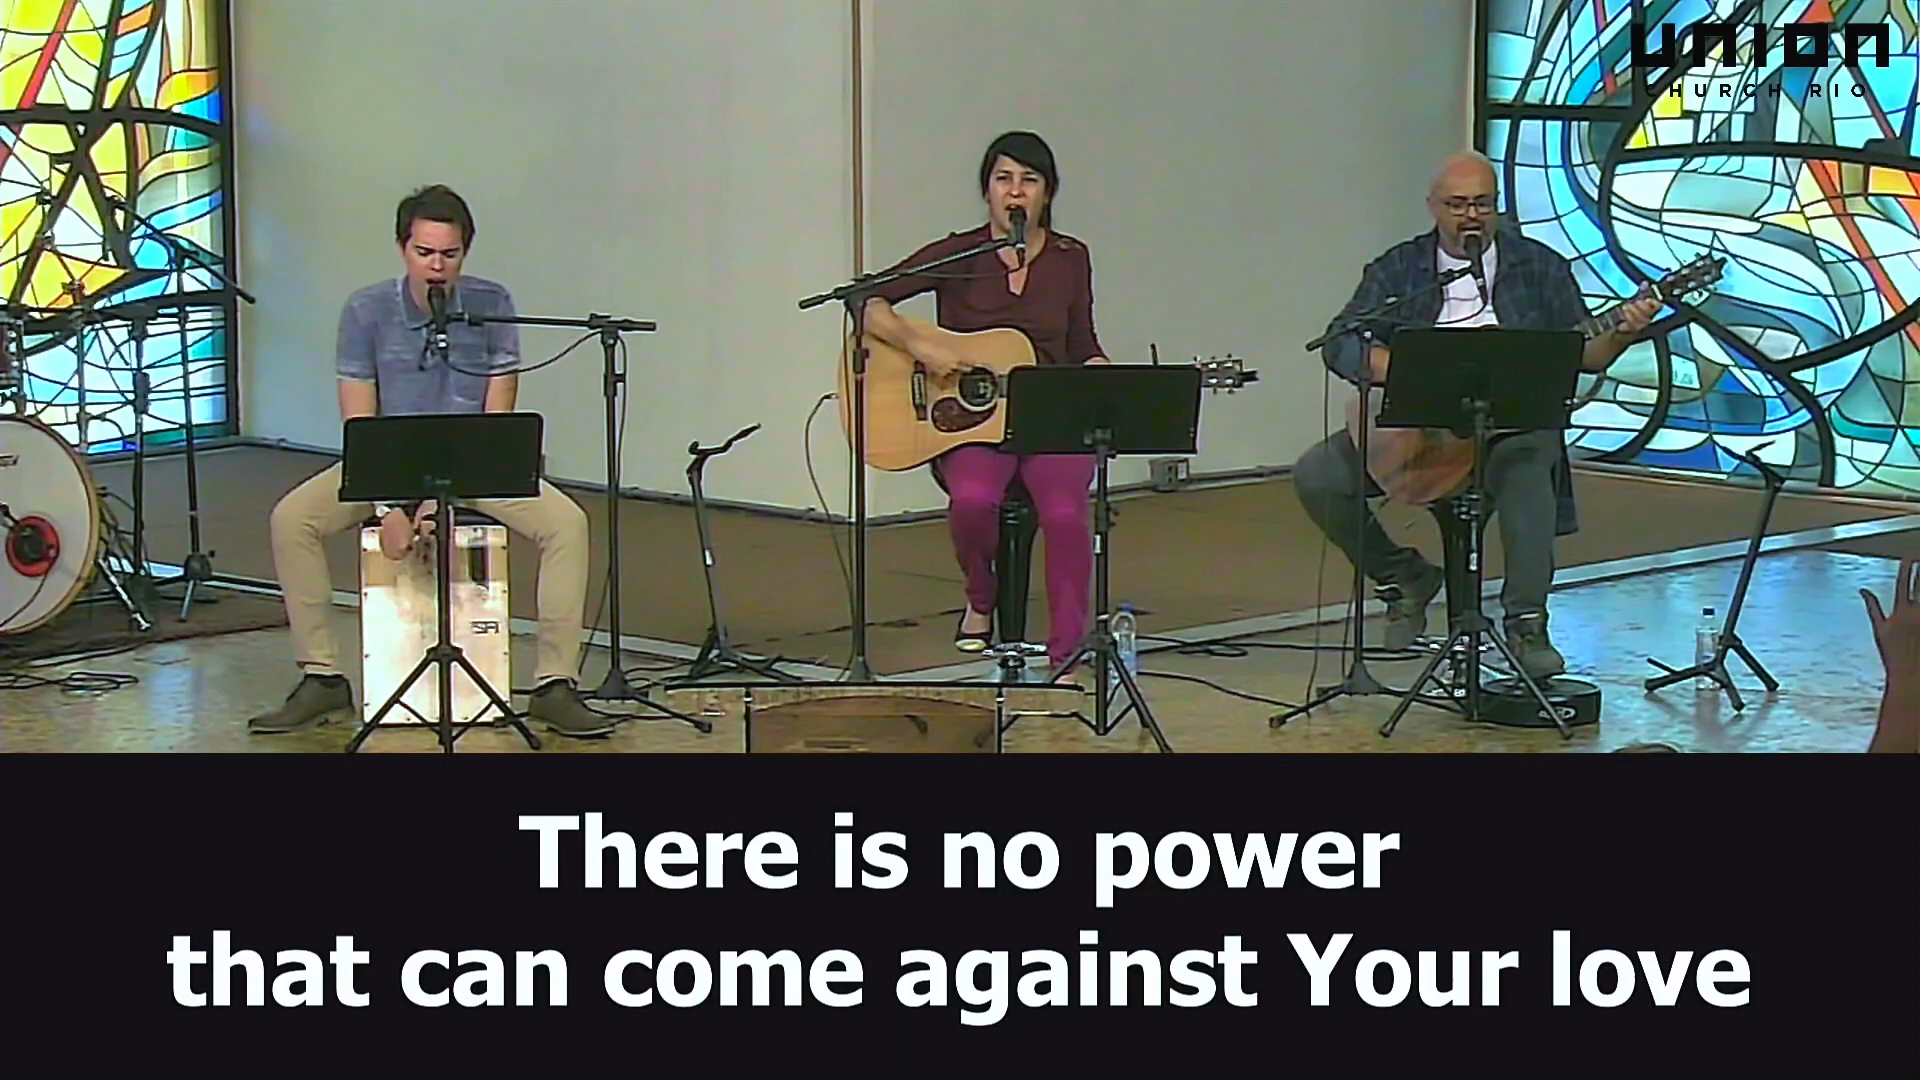 UNION
CHURCH RIO
There is no power
that can come against Your love